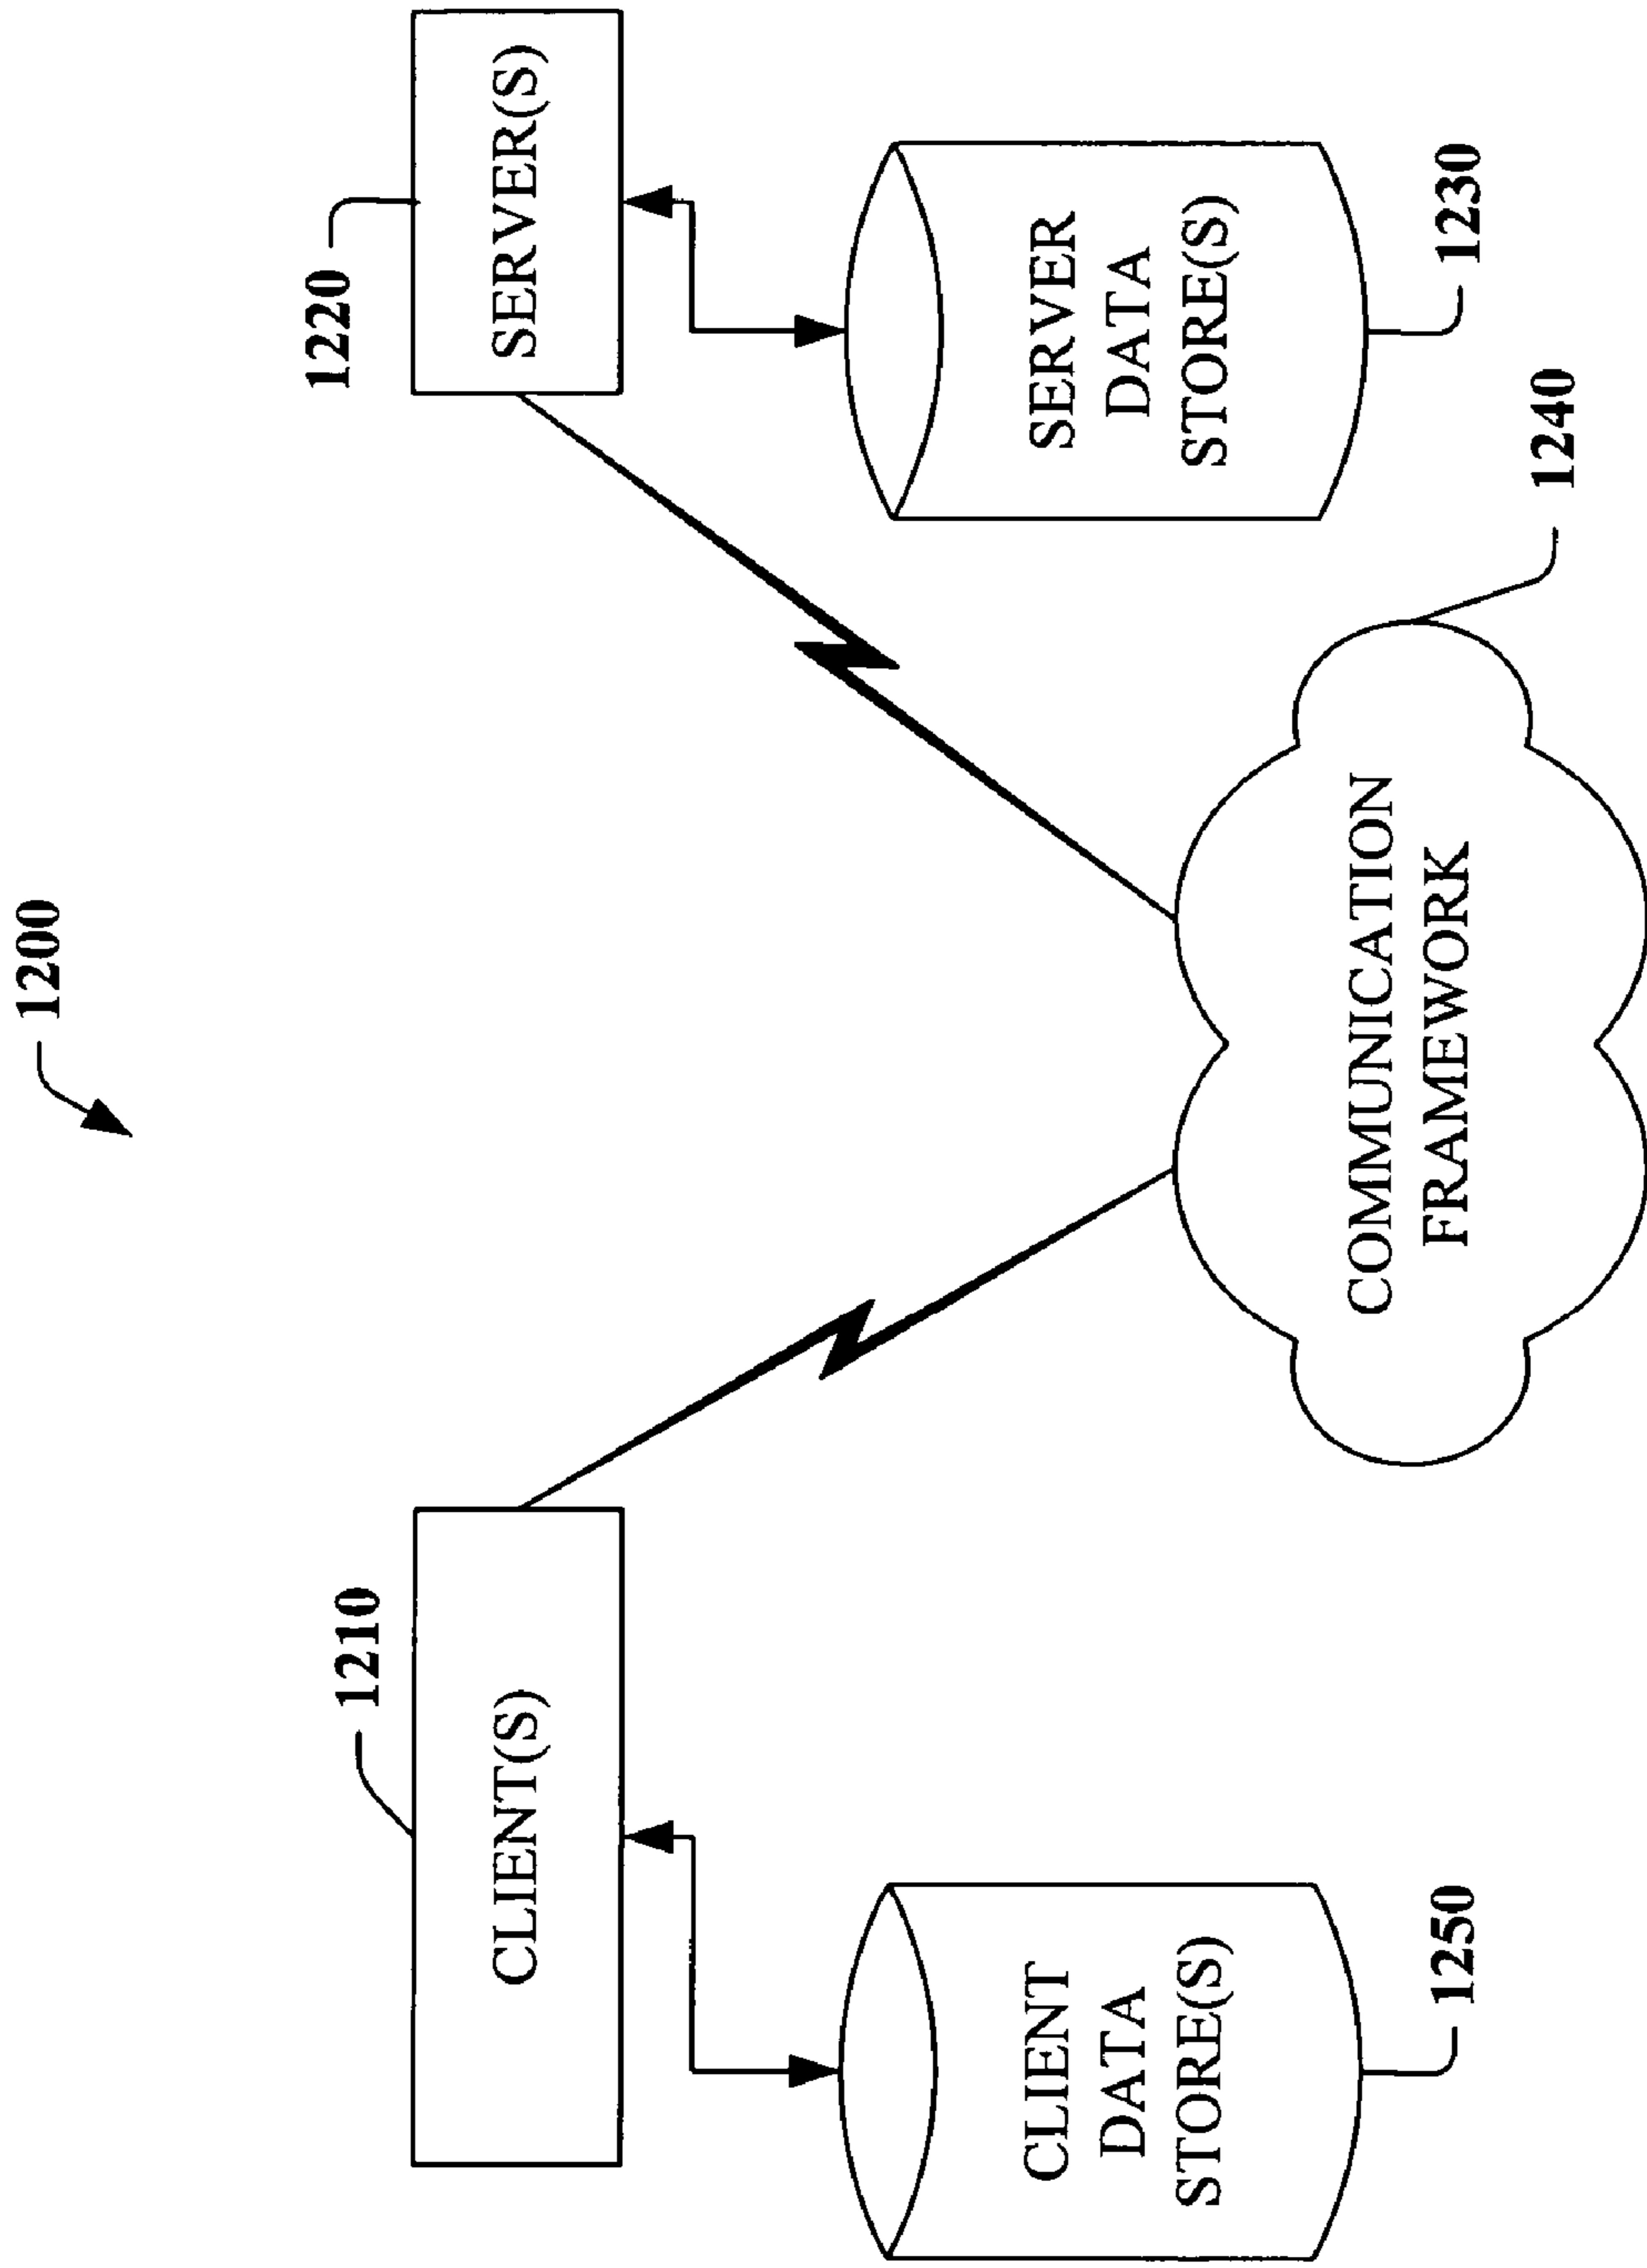 1200
1210
1220
CLIENT(S)
SERVER(S)
CLIENT
DATA
STORE(S)
1250
SERVER
DATA
STORE(S)
1230
COMMUNICATION
FRAMEWORK
1240